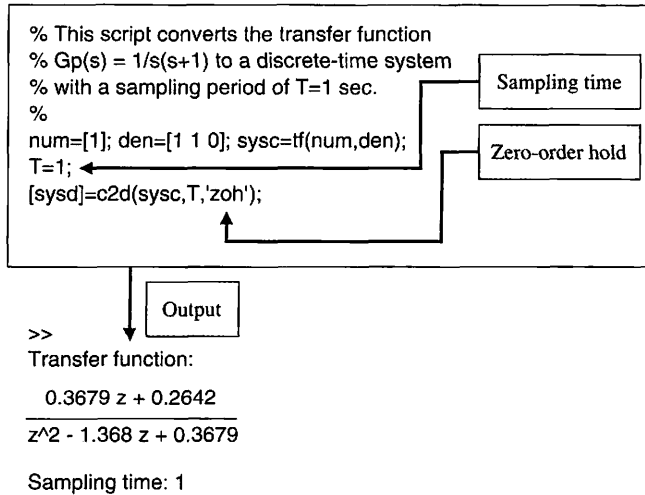 % This script converts the transfer function
% Gp(s) = 1/s(s+1) to a discrete-time system
% with a sampling period of T=1 sec.
%
num=[1]; den=[1 1 0]; sysc=tf(num,den);
T=1;
[sysd]=c2d(sysc,T,'zoh');
Sampling time
Zero-order hold
Output
>>
Transfer function:
0.3679 z + 0.2642
z^2 - 1.368 z + 0.3679
Sampling time: 1